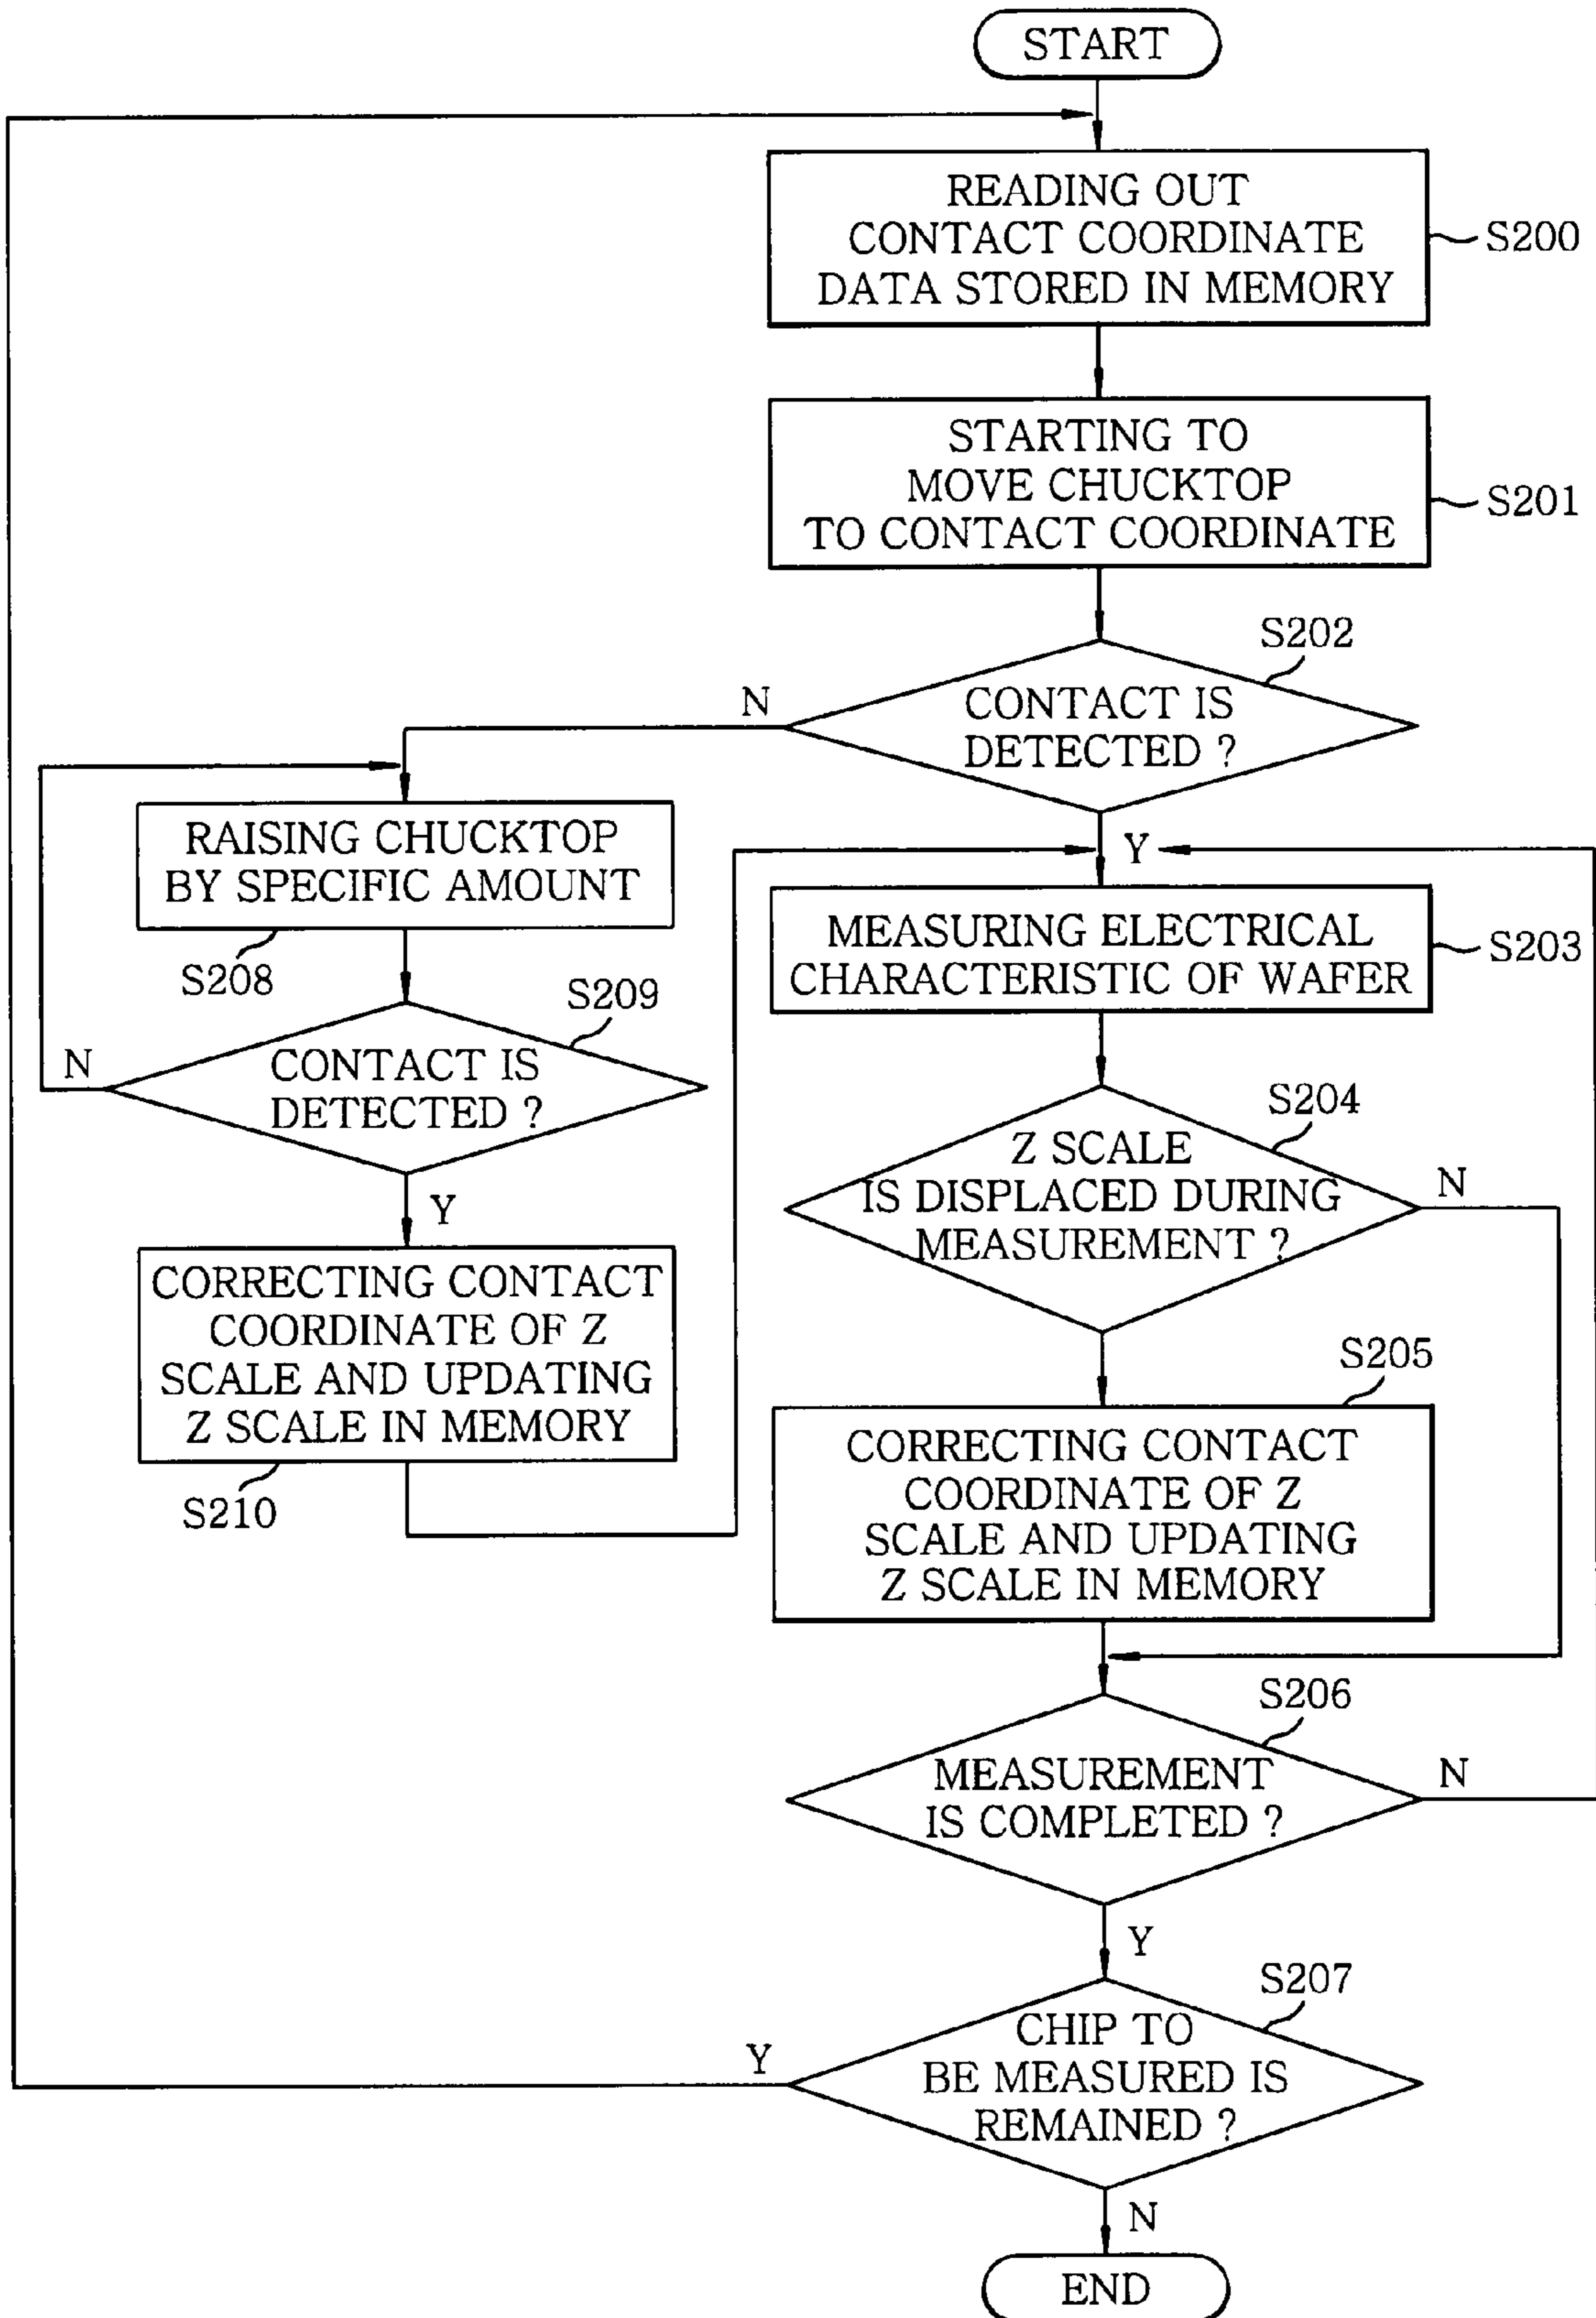 START
READING OUT
CONTACT COORDINATE
DATA STORED IN MEMORY
S200
STARTING TO
MOVE CHUCKTOP
TO CONTACT COORDINATE
S201
S202
CONTACT IS
DETECTED ?
N
Y
RAISING CHUCKTOP
BY SPECIFIC AMOUNT
S208
S209
CONTACT IS
DETECTED ?
N
Y
CORRECTING CONTACT
COORDINATE OF Z
SCALE AND UPDATING
Z SCALE IN MEMORY
S210
MEASURING ELECTRICAL
CHARACTERISTIC OF WAFER
S203
S204
Z SCALE
IS DISPLACED DURING
MEASUREMENT ?
N
S205
CORRECTING CONTACT
COORDINATE OF Z
SCALE AND UPDATING
Z SCALE IN MEMORY
S206
MEASUREMENT
IS COMPLETED ?
N
Y
S207
CHIP TO
BE MEASURED IS
REMAINED ?
Y
N
END